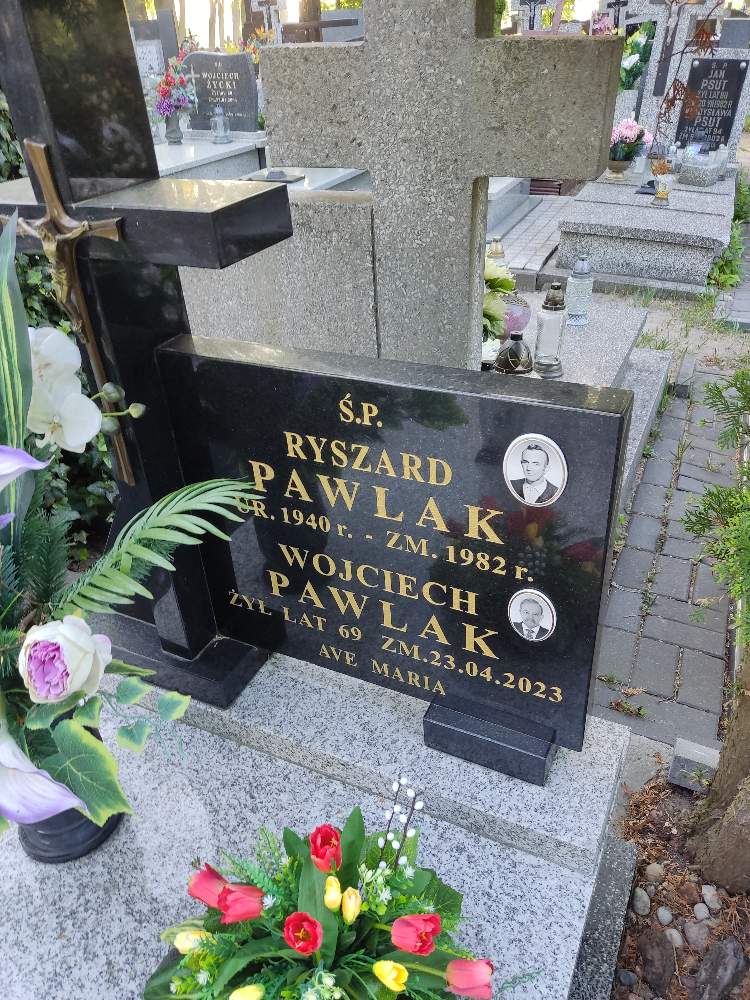 WOJCIECH
ŻYCKI
Ś.P.
JAN
PSUT
PSUT
Ś.P.
RYSZARD
PAWLAK
UR. 1940 r. - ZM. 1982 r.
WOJCIECH
PAWLAK
ŻYŁ LAT 69 ZM. 23.04.2023
AVE MARIA